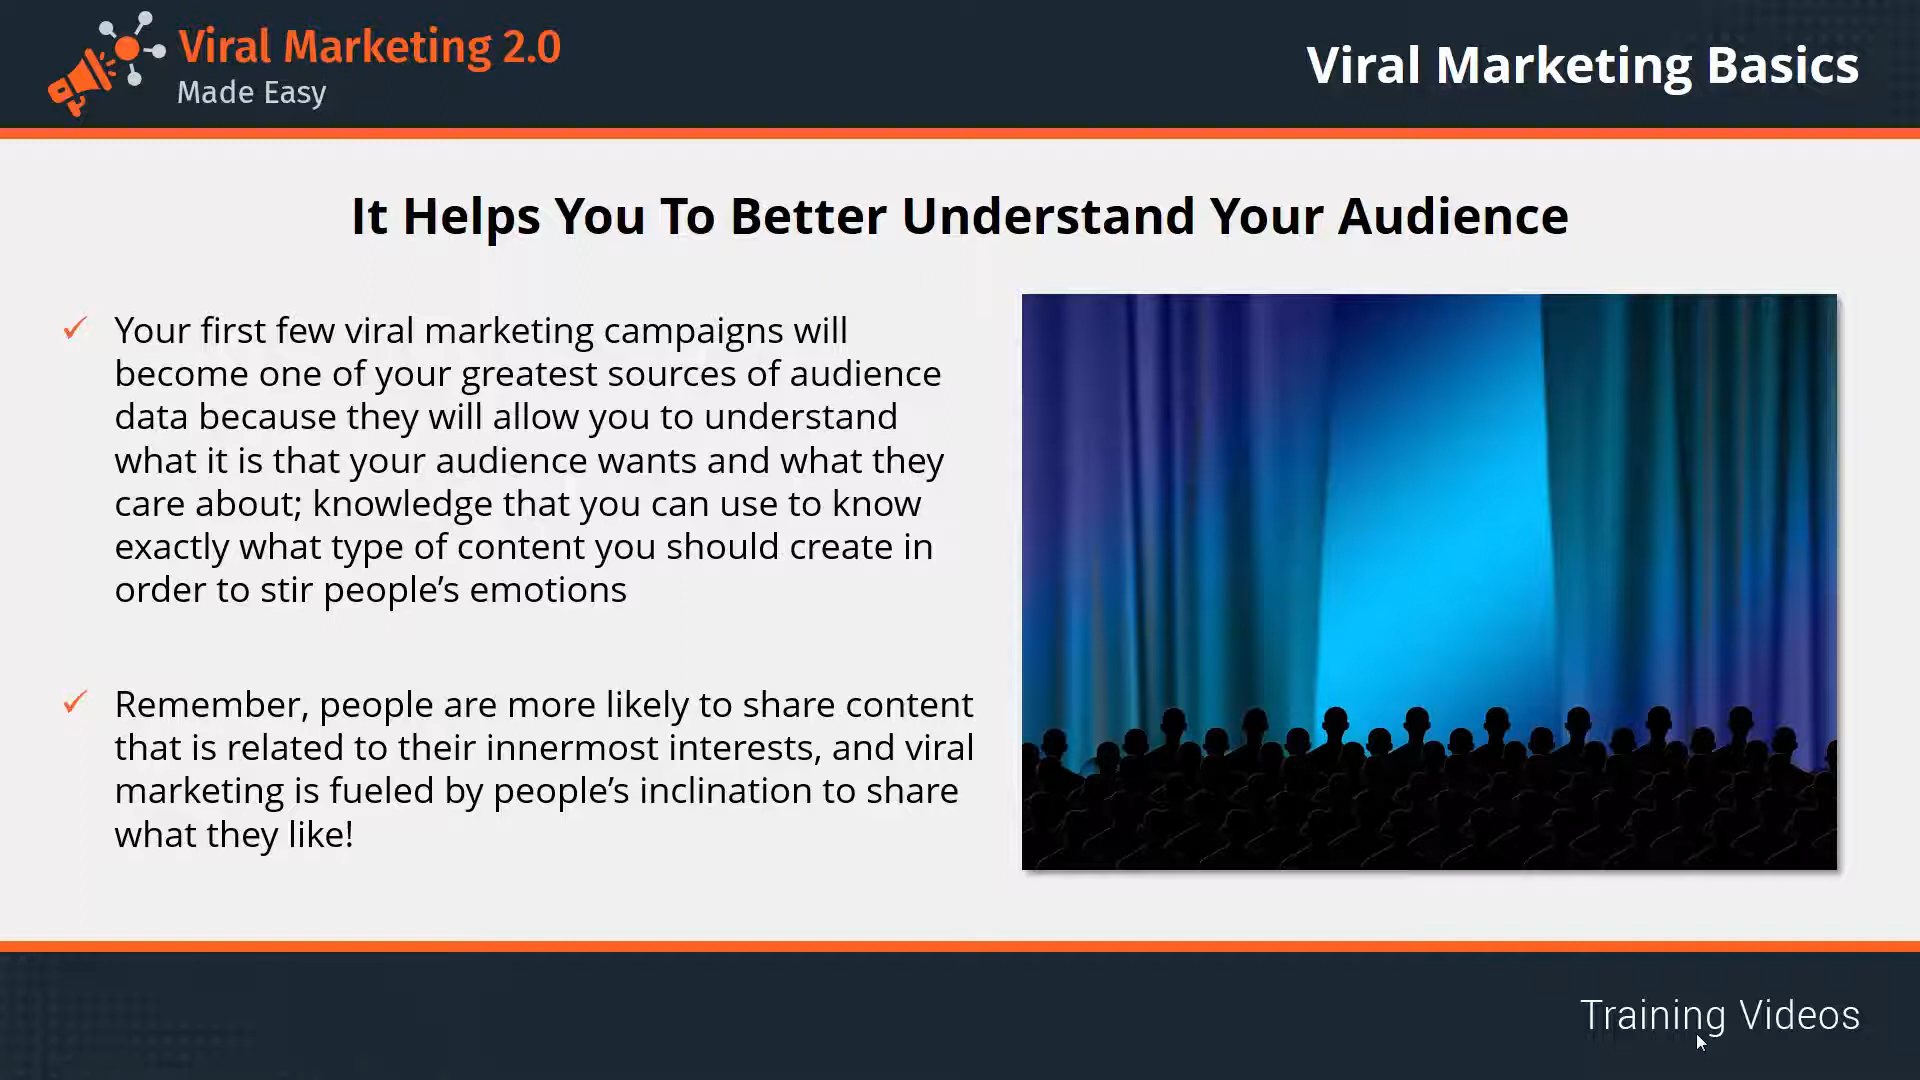 Viral Marketing 2.0
Made Easy
Viral Marketing Basics
It Helps You To Better Understand Your Audience
✓ Your first few viral marketing campaigns will
become one of your greatest sources of audience
data because they will allow you to understand
what it is that your audience wants and what they
care about; knowledge that you can use to know
exactly what type of content you should create in
order to stir people’s emotions
✓ Remember, people are more likely to share content
that is related to their innermost interests, and viral
marketing is fueled by people’s inclination to share
what they like!
Training Videos